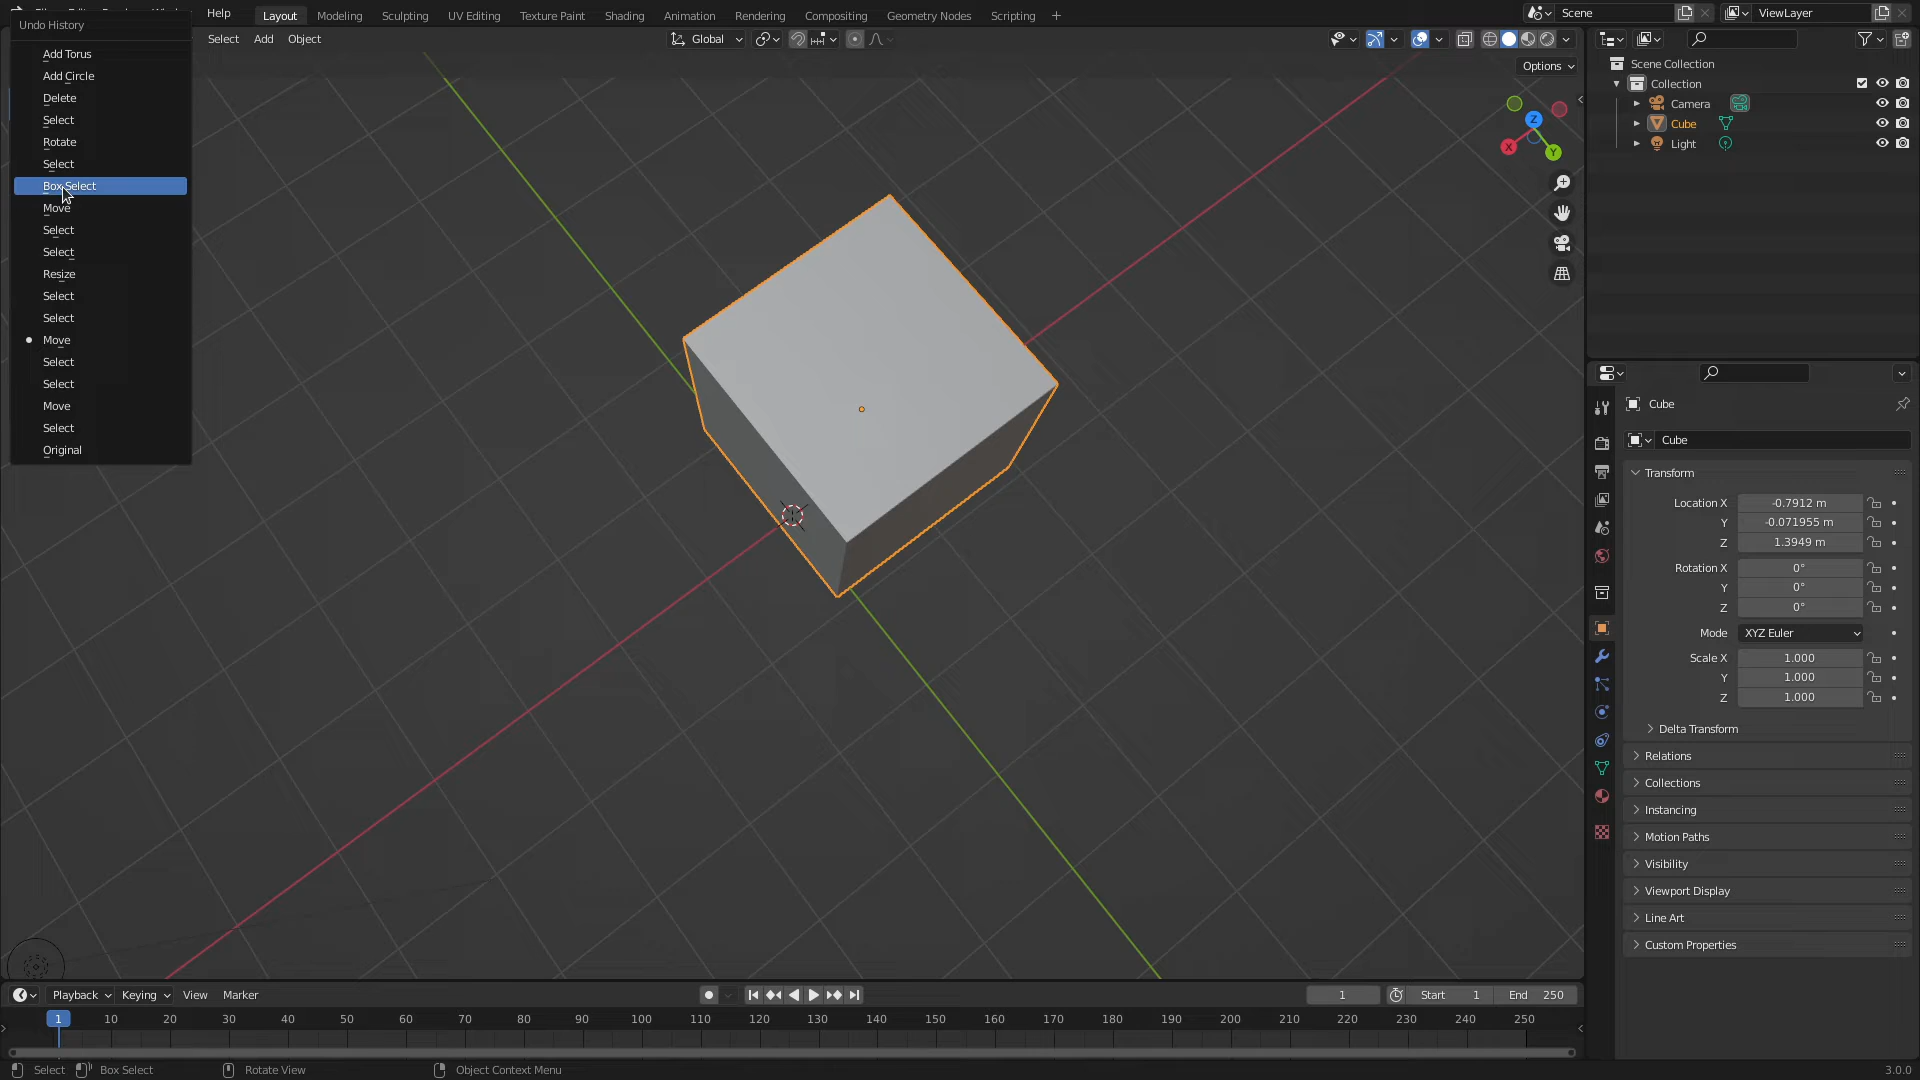 Help
Layout Modeling Sculpting UV Editing Texture Paint Shading Animation Rendering Compositing Geometry Nodes Scripting +
Scene
ViewLayer
Undo History
Add Torus
Add Circle
Delete
Select
Rotate
Select
Box Select
Move
Select
Select
Resize
Select
Select
Move
Select
Select
Move
Select
Original
Select Add Object
Global
Options
X
Y
Z
Scene Collection
Collection
Camera
Cube
Light
Cube
Cube
Transform
Location X -0.7912 m
Y -0.071955 m
Z 1.3949 m
Rotation X 0°
Y 0°
Z 0°
Mode XYZ Euler
Scale X 1.000
Y 1.000
Z 1.000
Delta Transform
Relations
Collections
Instancing
Motion Paths
Visibility
Viewport Display
Line Art
Custom Properties
Playback Keying View Marker
1
Start 1 End 250
1 10 20 30 40 50 60 70 80 90 100 110 120 130 140 150 160 170 180 190 200 210 220 230 240 250
Select Box Select Rotate View Object Context Menu
3.0.0